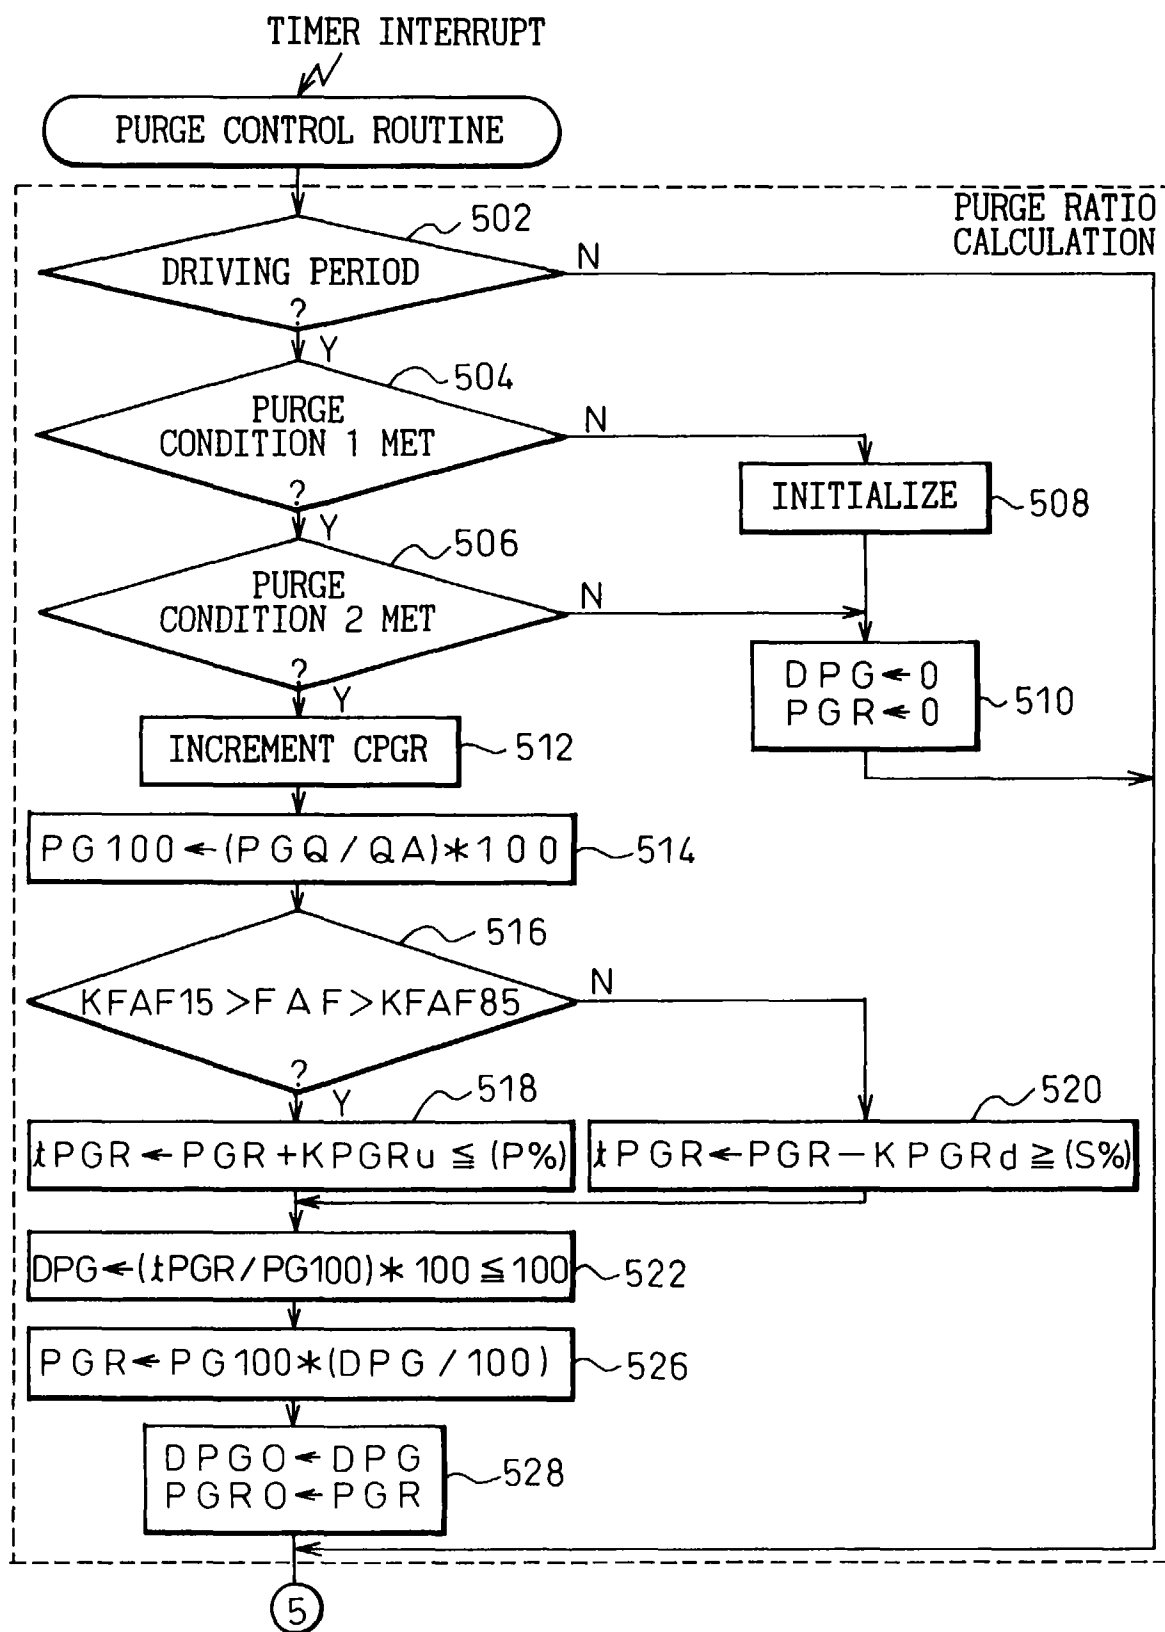 TIMER INTERRUPT
PURGE CONTROL ROUTINE
PURGE RATIO
CALCULATION
502
DRIVING PERIOD
?
N
Y
504
PURGE
CONDITION 1 MET
?
N
Y
INITIALIZE
508
506
PURGE
CONDITION 2 MET
?
N
Y
DPG←0
PGR←0
510
INCREMENT CPGR
512
PG100←(PGQ/QA)*100
514
516
KFAF15>FAF>KFAF85
?
N
Y
518
tPGR←PGR+KPGRu≦(P%)
520
tPGR←PGR-KPGRd≧(S%)
DPG←(tPGR/PG100)*100≦100
522
PGR←PG100*(DPG/100)
526
DPGO←DPG
PGRO←PGR
528
5